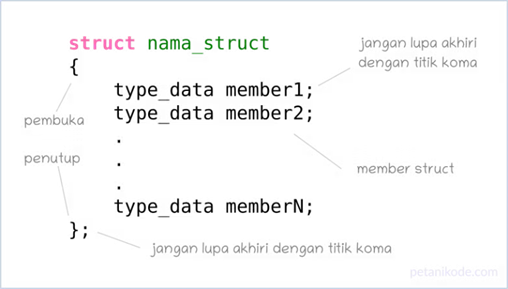 struct nama_struct
jangan lupa akhiri
dengan titik koma
{
type_data member1;
pembuka
type_data member2;
.
penutup
.
member struct
.
type_data memberN;
};
jangan lupa akhiri dengan titik koma
petanikode.com